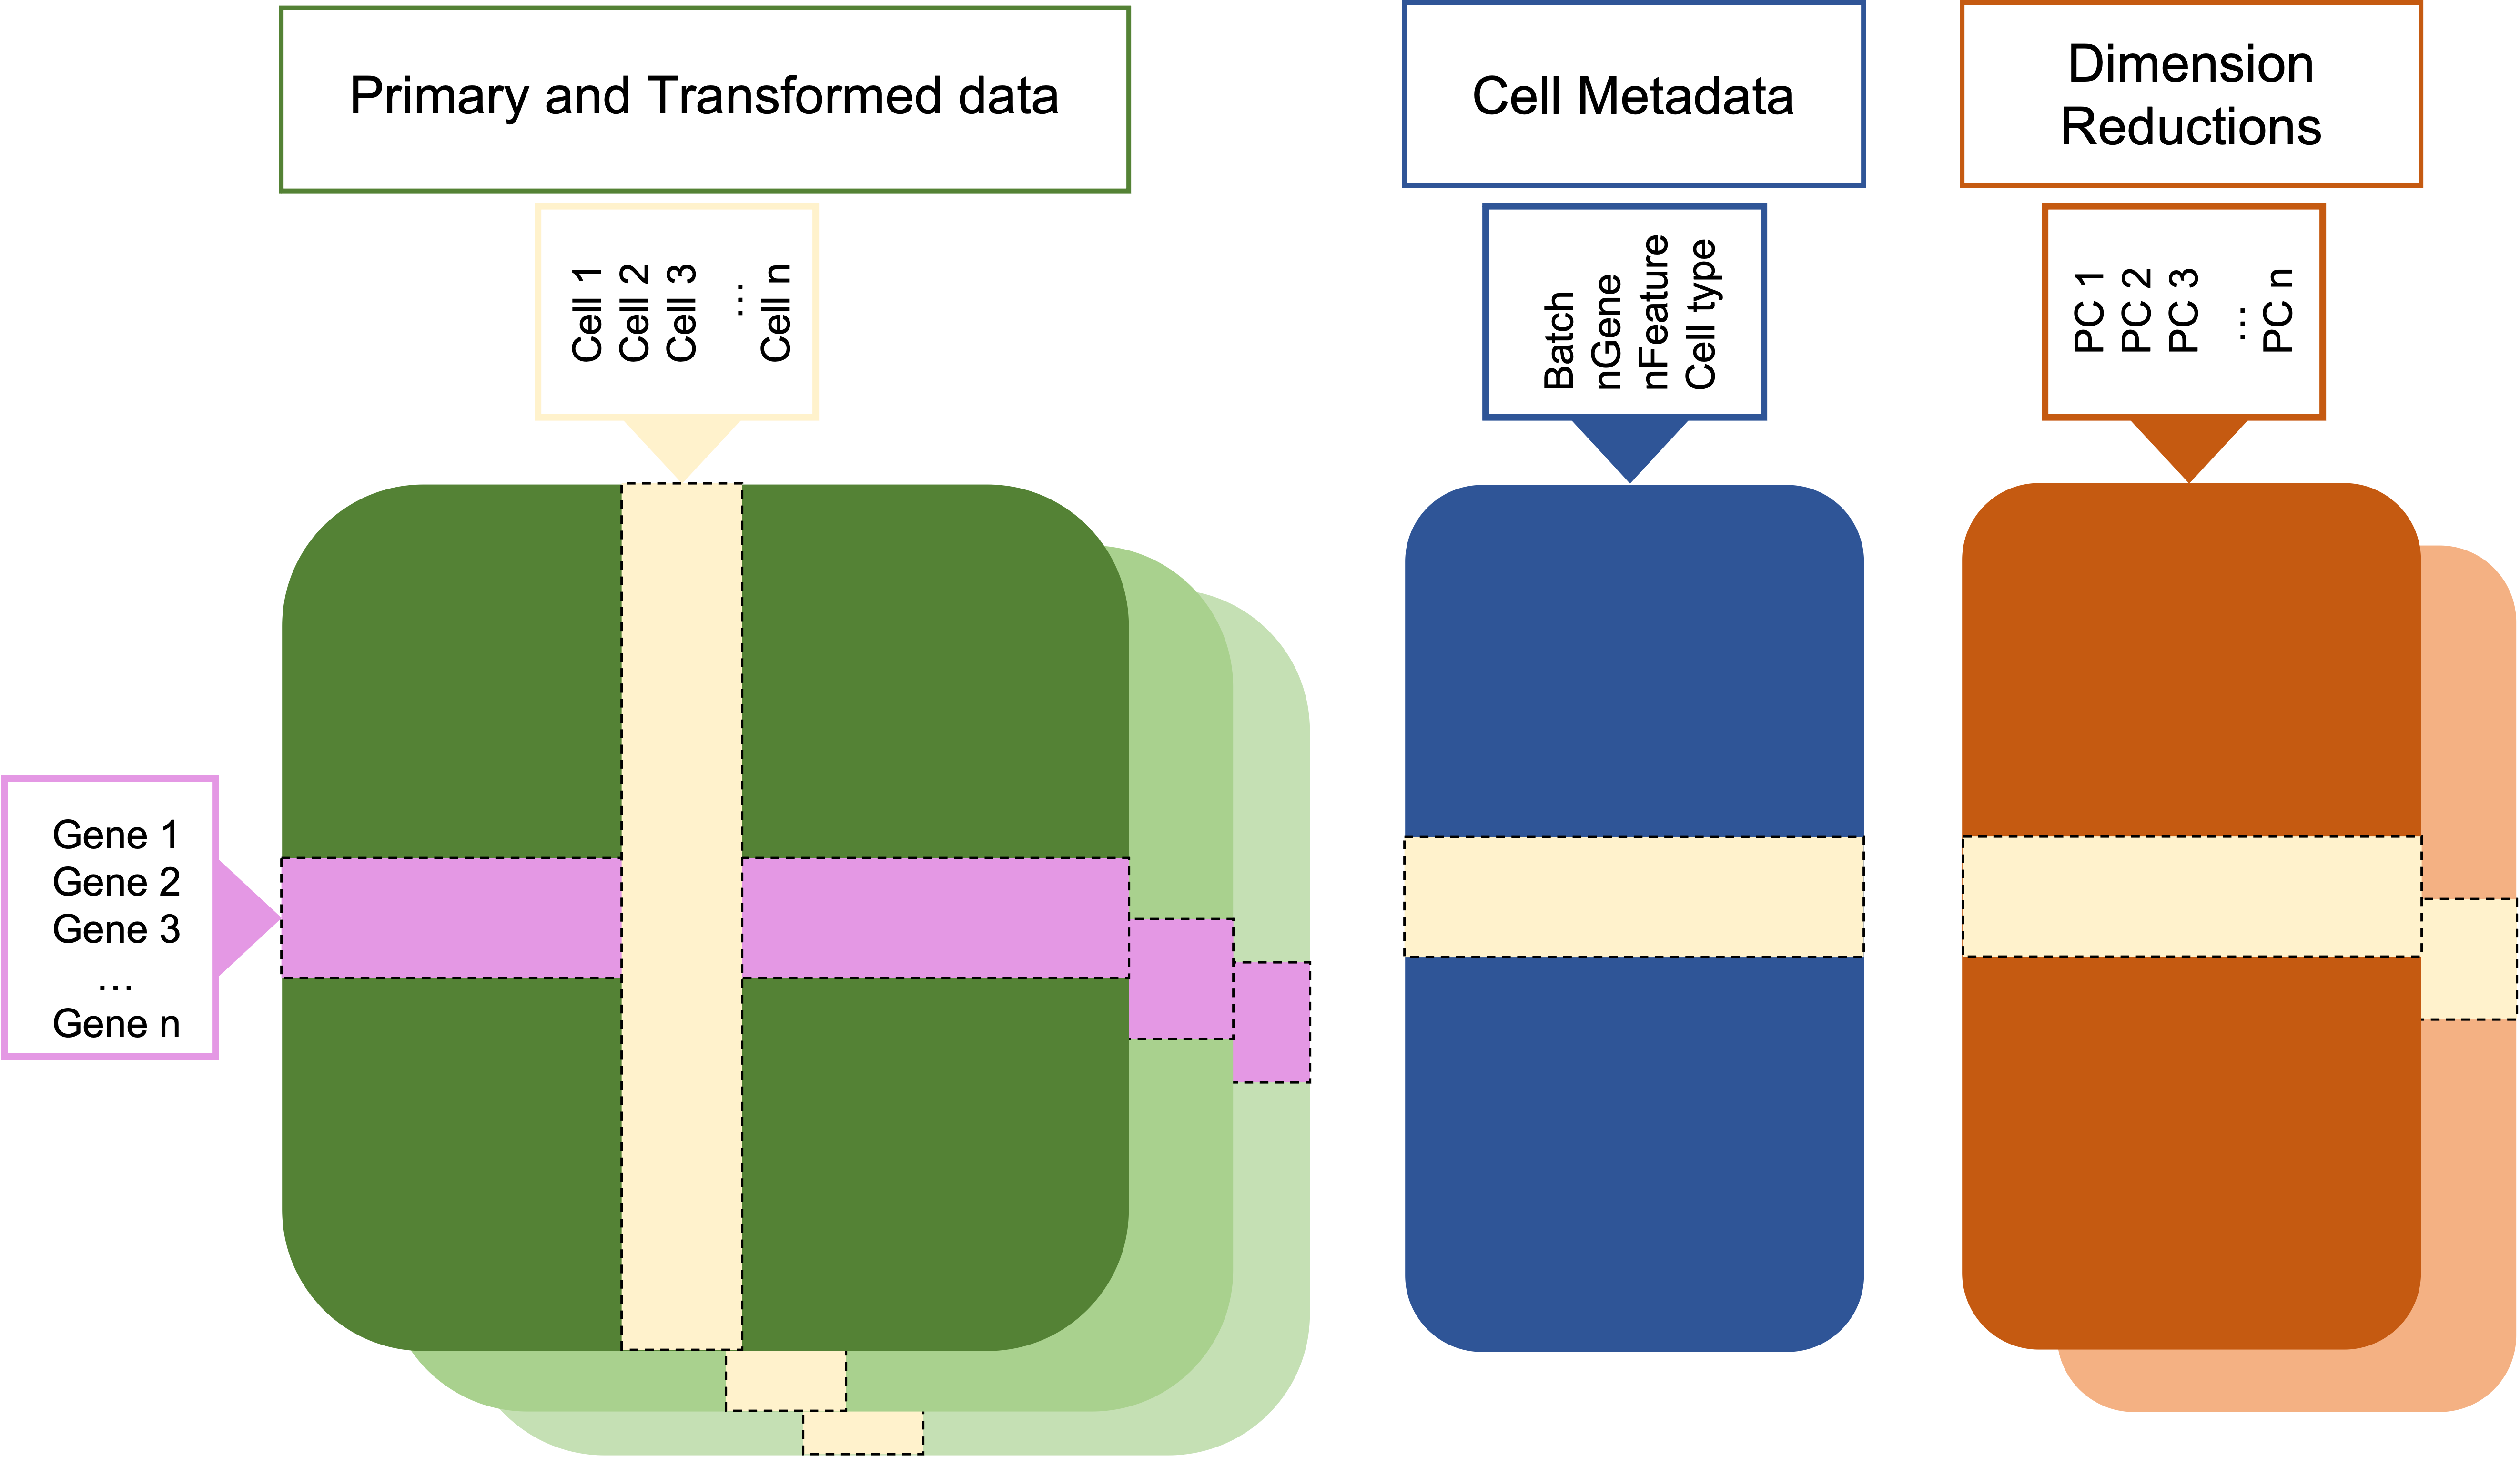 Primary and Transformed data
Cell Metadata
Dimension
Reductions
Cell 1
Cell 2
Cell 3
...
Cell n
Batch
nGene
nFeature
Cell type
PC 1
PC 2
PC 3
...
PC n
Gene 1
Gene 2
Gene 3
...
Gene n